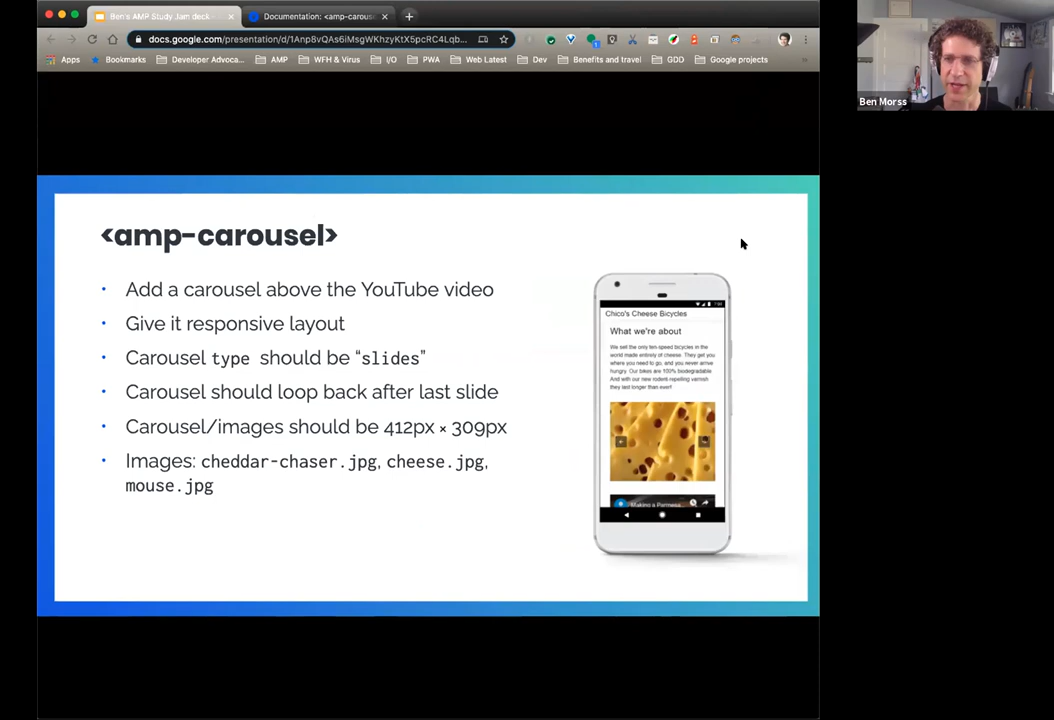 Ben's AMP Study Jam deck
Documentation: <amp-carouse
docs.google.com/presentation/d/1Anp8vQAs6iMsgWKhzyKtX5pcRC4Lqb...
Apps
Bookmarks
Developer Advoca...
AMP
WFH & Virus
I/O
PWA
Web Latest
Dev
Benefits and travel
GDD
Google projects
Ben Morss
<amp-carousel>
• Add a carousel above the YouTube video
• Give it responsive layout
• Carousel type should be “slides”
• Carousel should loop back after last slide
• Carousel/images should be 412px × 309px
• Images: cheddar-chaser.jpg, cheese.jpg,
mouse.jpg
Chico's Cheese Bicycles
What we're about
We sell the only ten-speed bicycles in the
world made entirely of cheese. They get you
where you need to go, and you never arrive
hungry. Our bikes are 100% biodegradable
And with our new rodent-repelling varnish
they last longer than ever!
Making a Parmesa